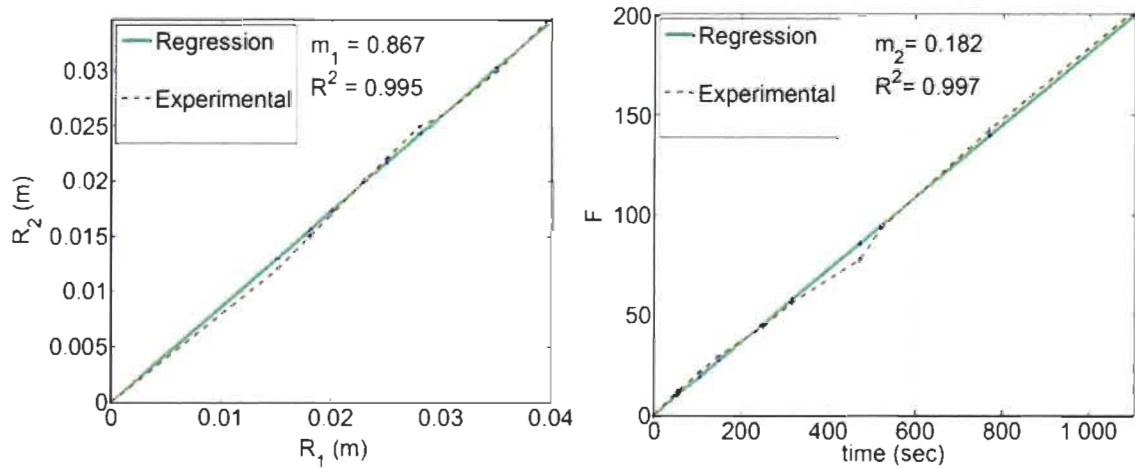 Regression
Experimental
m1 = 0.867
R2 = 0.995
0.03
0.025
0.02
0.015
0.01
0.005
0
R2 (m)
0
0.01
0.02
0.03
0.04
R1 (m)
Regression
Experimental
m2= 0.182
R2= 0.997
200
150
100
50
0
F
0
200
400
600
800
1 000
time (sec)